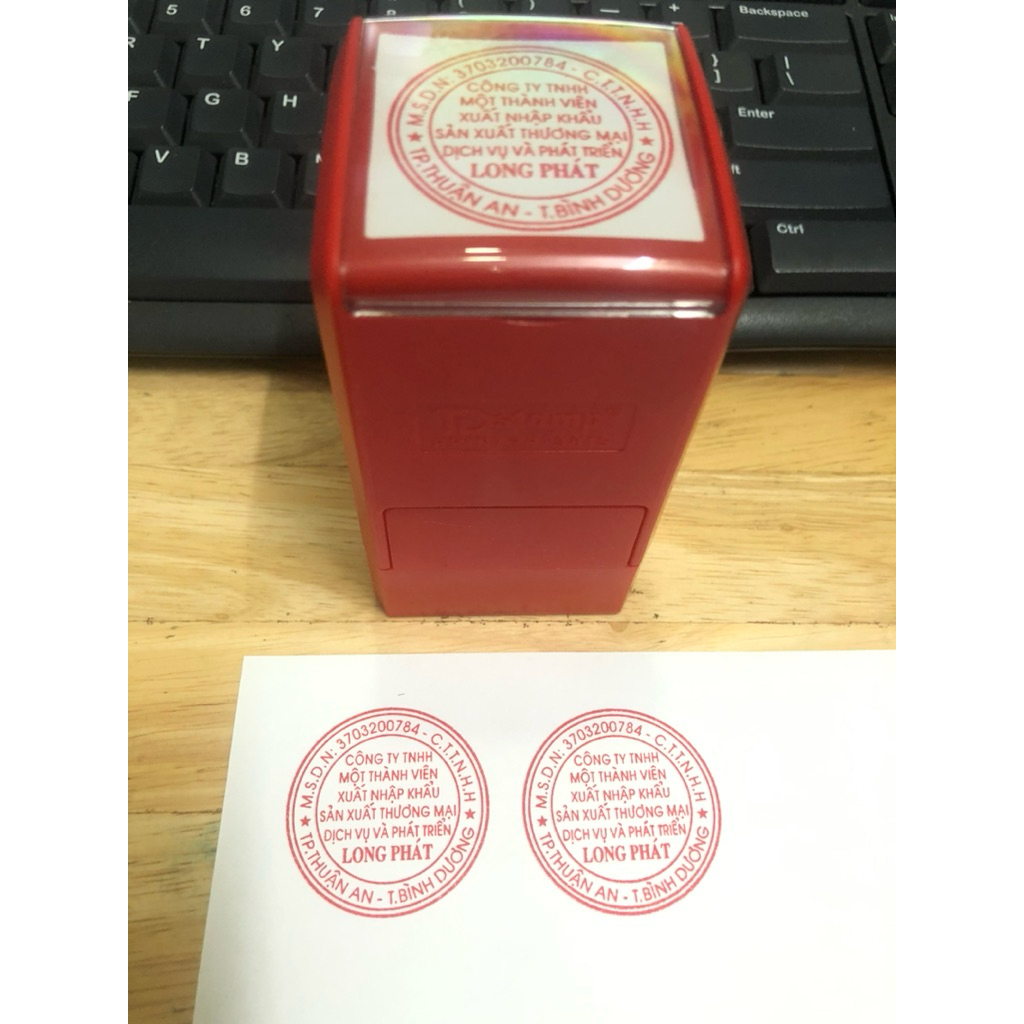 5 6 7
Backspace
R T Y
F G H
Enter
V B
Ctrl
M.S.D.N: 3703200784 - C.T.T.N.H.H
CÔNG TY TNHH
MỘT THÀNH VIÊN
XUẤT NHẬP KHẨU
SẢN XUẤT THƯƠNG MẠI
DỊCH VỤ VÀ PHÁT TRIỂN
LONG PHÁT
★ TP.THUẬN AN - T.BÌNH DƯƠNG ★
M.S.D.N: 3703200784 - C.T.T.N.H.H
CÔNG TY TNHH
MỘT THÀNH VIÊN
XUẤT NHẬP KHẨU
SẢN XUẤT THƯƠNG MẠI
DỊCH VỤ VÀ PHÁT TRIỂN
LONG PHÁT
★ TP.THUẬN AN - T.BÌNH DƯƠNG ★
M.S.D.N: 3703200784 - C.T.T.N.H.H
CÔNG TY TNHH
MỘT THÀNH VIÊN
XUẤT NHẬP KHẨU
SẢN XUẤT THƯƠNG MẠI
DỊCH VỤ VÀ PHÁT TRIỂN
LONG PHÁT
★ TP.THUẬN AN - T.BÌNH DƯƠNG ★